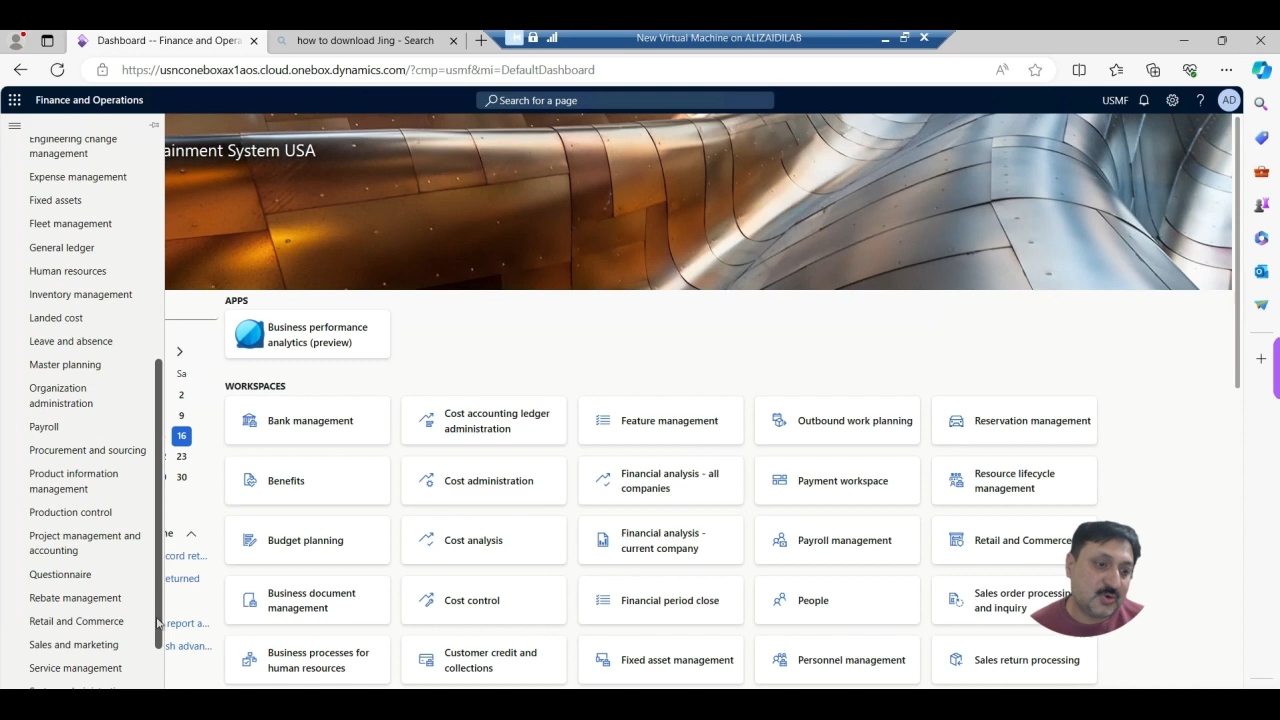 Dashboard -- Finance and Opera
how to download Jing - Search
New Virtual Machine on ALIZAIDILAB
https://usnconeboxax1aos.cloud.onebox.dynamics.com/?cmp=usmf&mi=DefaultDashboard
Finance and Operations
Search for a page
USMF
AD
Engineering change
management
Expense management
Fixed assets
Fleet management
General ledger
Human resources
Inventory management
Landed cost
Leave and absence
Master planning
Organization
administration
Payroll
Procurement and sourcing
Product information
management
Production control
Project management and
accounting
Questionnaire
Rebate management
Retail and Commerce
Sales and marketing
Service management
ainment System USA
Sa
2
9
16
23
30
ne
cord ret...
eturned
report a...
sh advan...
APPS
Business performance
analytics (preview)
WORKSPACES
Bank management
Cost accounting ledger
administration
Feature management
Outbound work planning
Reservation management
Benefits
Cost administration
Financial analysis - all
companies
Payment workspace
Resource lifecycle
management
Budget planning
Cost analysis
Financial analysis -
current company
Payroll management
Retail and Commerce
Business document
management
Cost control
Financial period close
People
Sales order processin
and inquiry
Business processes for
human resources
Customer credit and
collections
Fixed asset management
Personnel management
Sales return processing